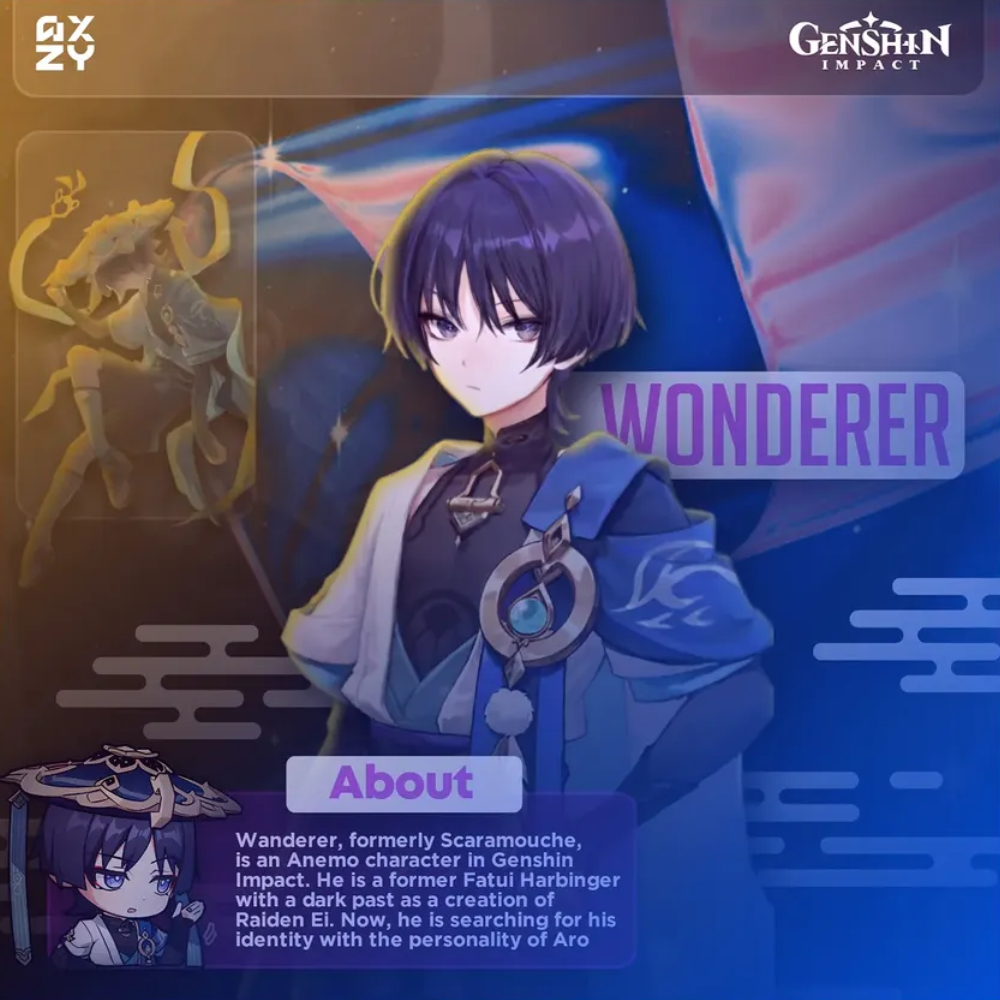 AX
ZY
GENSHIN
IMPACT
WONDERER
About
Wanderer, formerly Scaramouche,
is an Anemo character in Genshin
Impact. He is a former Fatui Harbinger
with a dark past as a creation of
Raiden Ei. Now, he is searching for his
identity with the personality of Aro